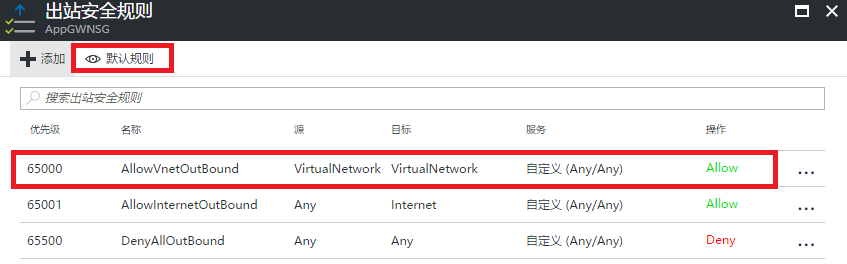 出站安全规则
AppGWNSG
添加 默认规则
搜索出站安全规则
优先级 名称 源 目标 服务 操作
65000 AllowVnetOutBound VirtualNetwork VirtualNetwork 自定义 (Any/Any) Allow ...
65001 AllowInternetOutBound Any Internet 自定义 (Any/Any) Allow ...
65500 DenyAllOutBound Any Any 自定义 (Any/Any) Deny ...